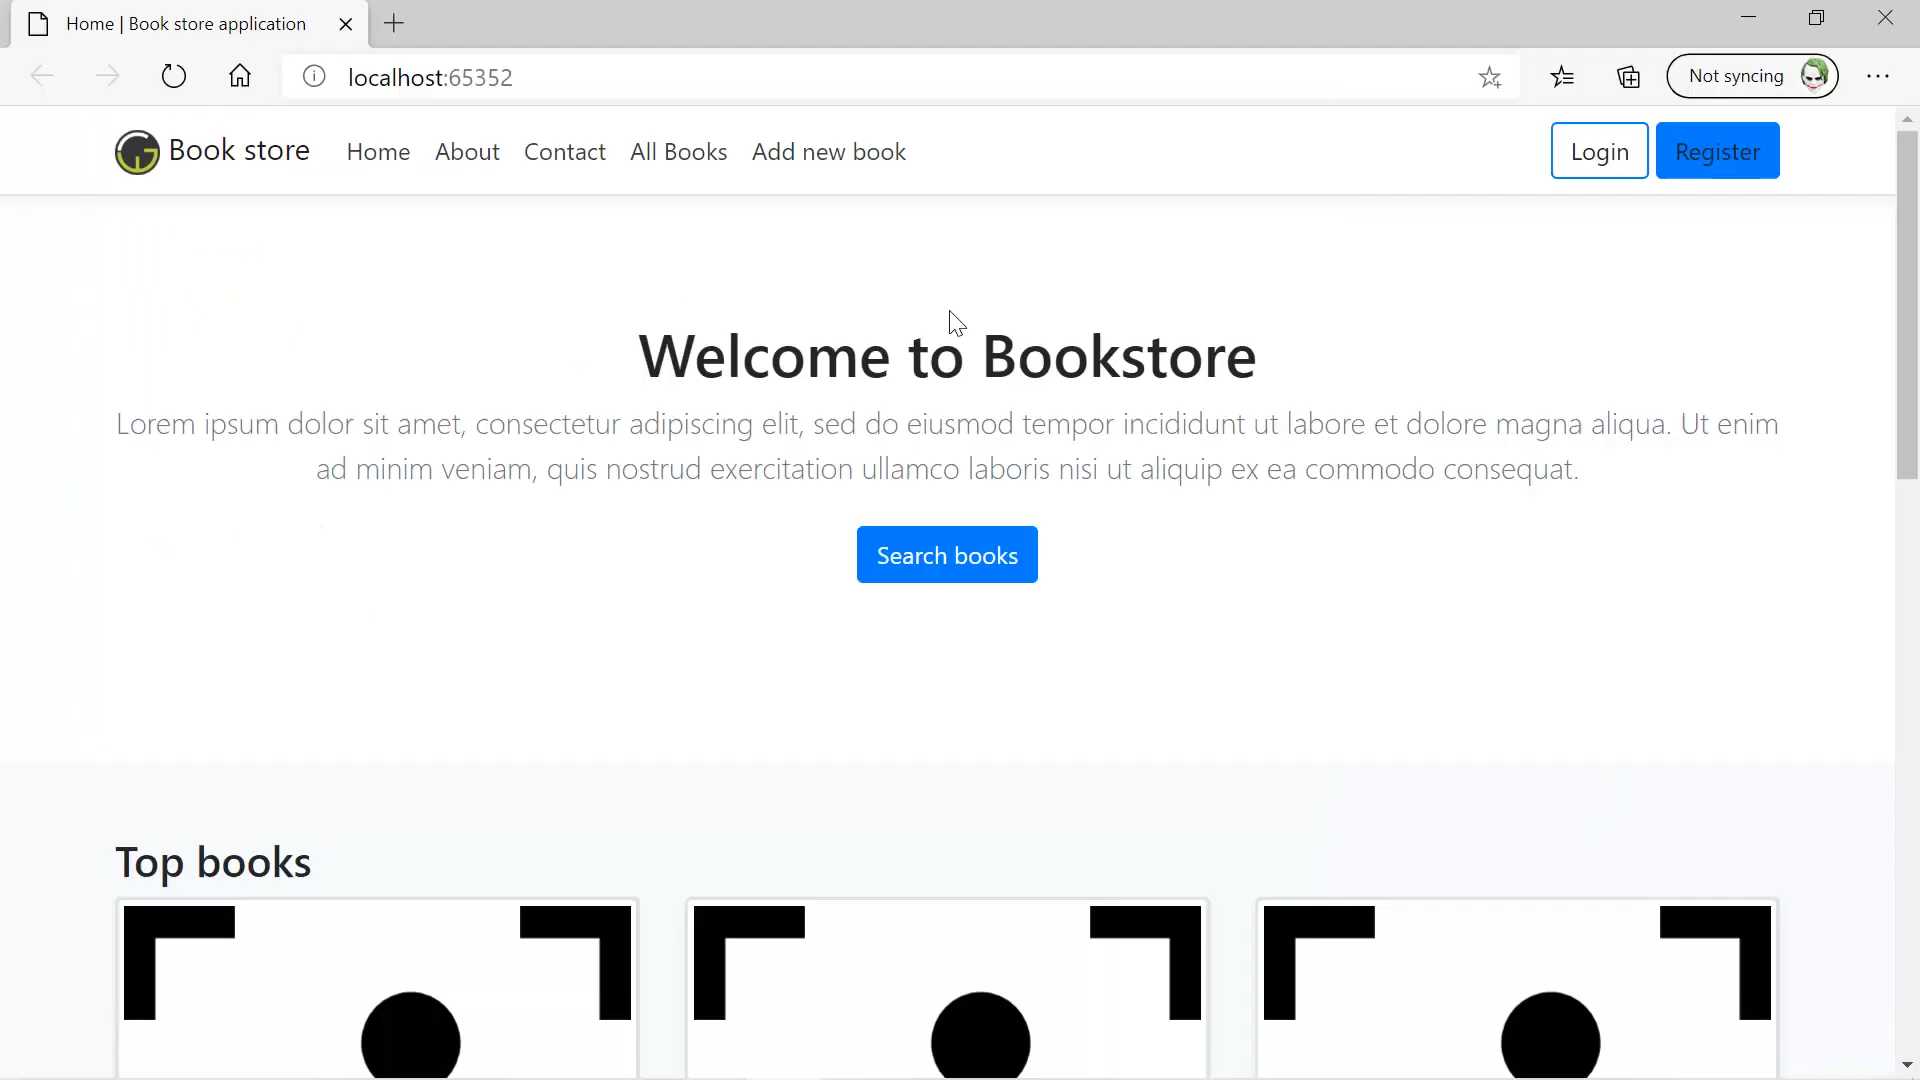 Home | Book store application
localhost:65352
Not syncing
Book store Home About Contact All Books Add new book Login Register
Welcome to Bookstore
Lorem ipsum dolor sit amet, consectetur adipiscing elit, sed do eiusmod tempor incididunt ut labore et dolore magna aliqua. Ut enim
ad minim veniam, quis nostrud exercitation ullamco laboris nisi ut aliquip ex ea commodo consequat.
Search books
Top books